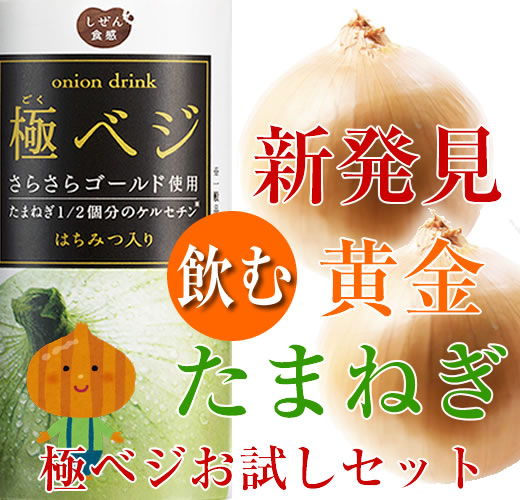 しぜん
食感
onion drink
ごく
極ベジ
さらさらゴールド使用
たまねぎ1/2個分のケルセチン※
はちみつ入り
新発見
飲む黄金
たまねぎ
極ベジお試しセット